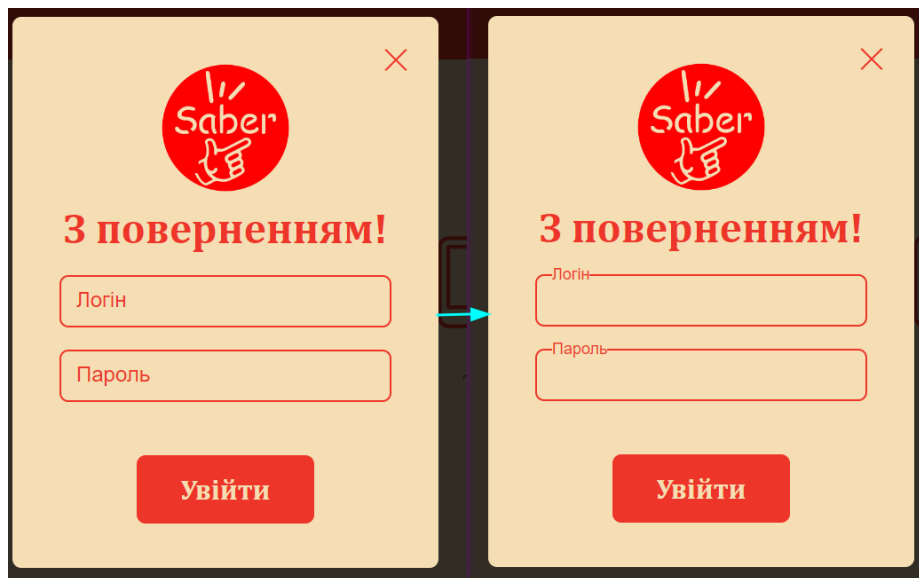 Saber
З поверненням!
Логін
Пароль
Увійти
Saber
З поверненням!
Логін
Пароль
Увійти